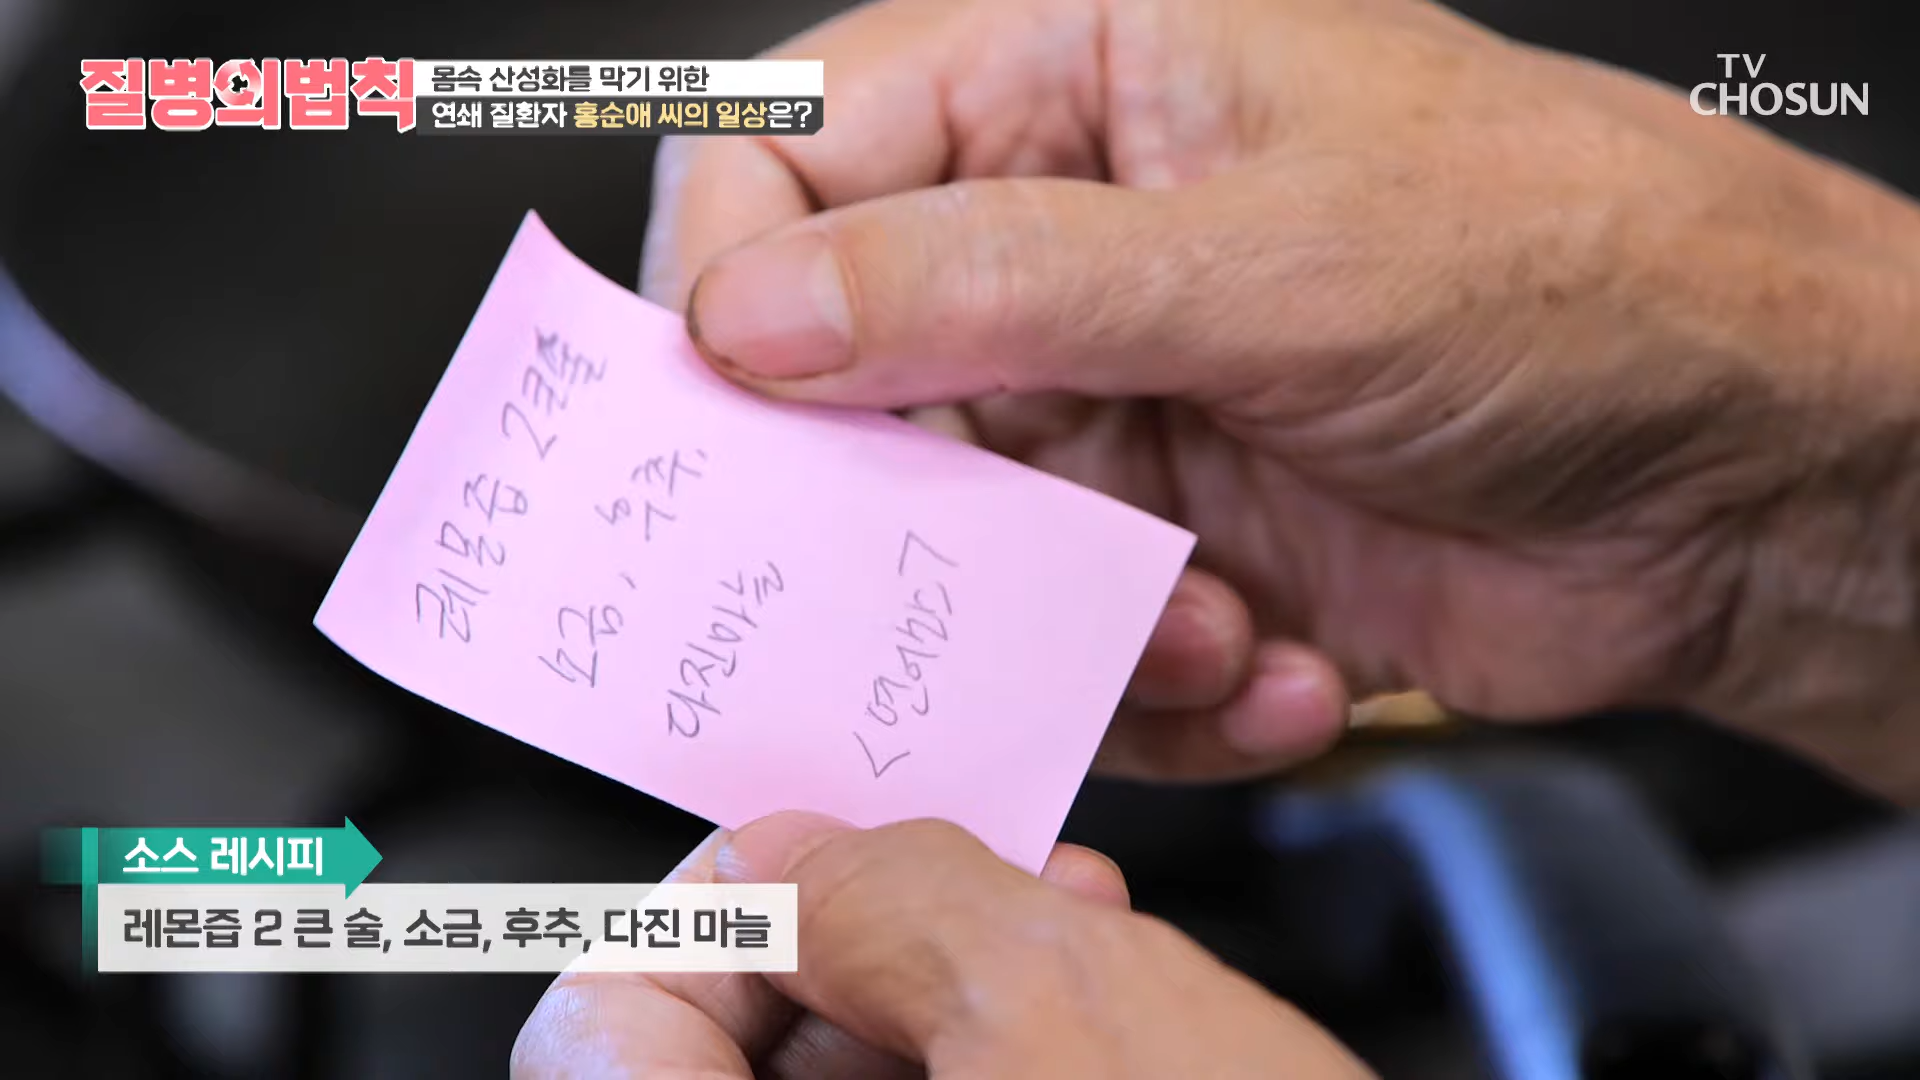 질병의 법칙
몸속 산성화를 막기 위한
연쇄 질환자 홍순애 씨의 일상은?
TV
CHOSUN
레몬즙 2큰술
소금, 후추,
다진마늘
<연어장>
소스 레시피
레몬즙 2 큰 술, 소금, 후추, 다진 마늘